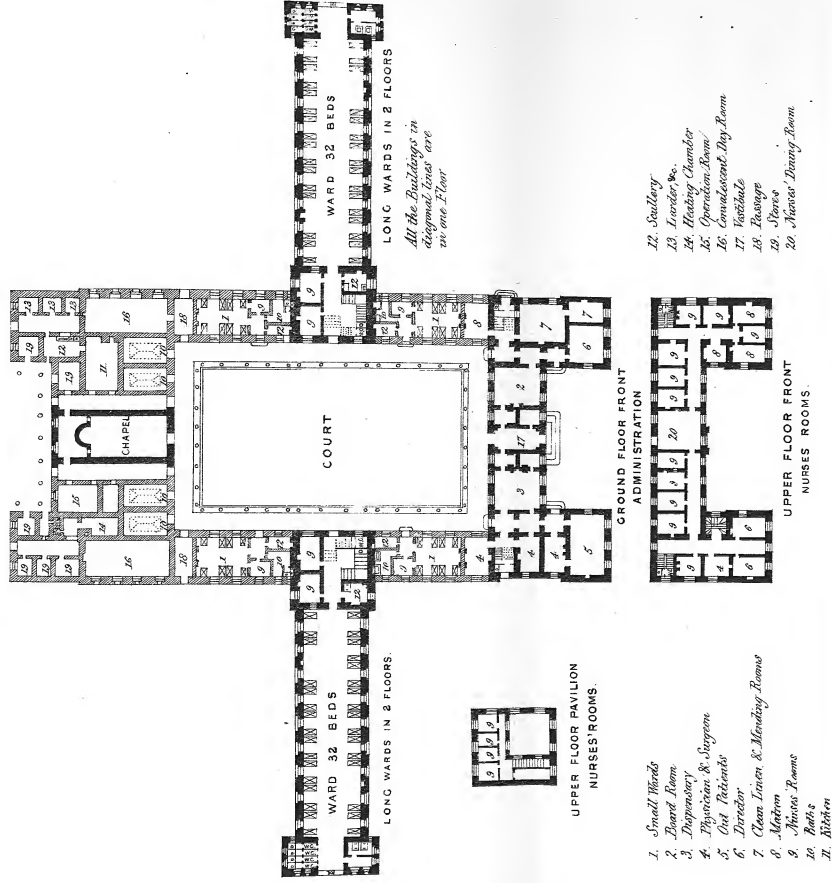 WARD 32 BEDS
LONG WARDS IN 2 FLOORS
All the Buildings in
diagonal lines are
in one Floor
CHAPEL
COURT
WARD 32 BEDS
LONG WARDS IN 2 FLOORS.
GROUND FLOOR FRONT
ADMINISTRATION
UPPER FLOOR FRONT
NURSES ROOMS.
UPPER FLOOR PAVILION
NURSES' ROOMS.
1. Small Wards
2. Board Room
3. Dispensary
4. Physician & Surgeon
5. Out Patients
6. Director
7. Clean Linen & Mending Rooms
8. Matron
9. Nurses' Rooms
10. Baths
11. Kitchen
12. Scullery
13. Larder, &c.
14. Heating Chamber
15. Operation Room
16. Convalescent Day Room
17. Vestibule
18. Passage
19. Stores
20. Nurses' Dining Room